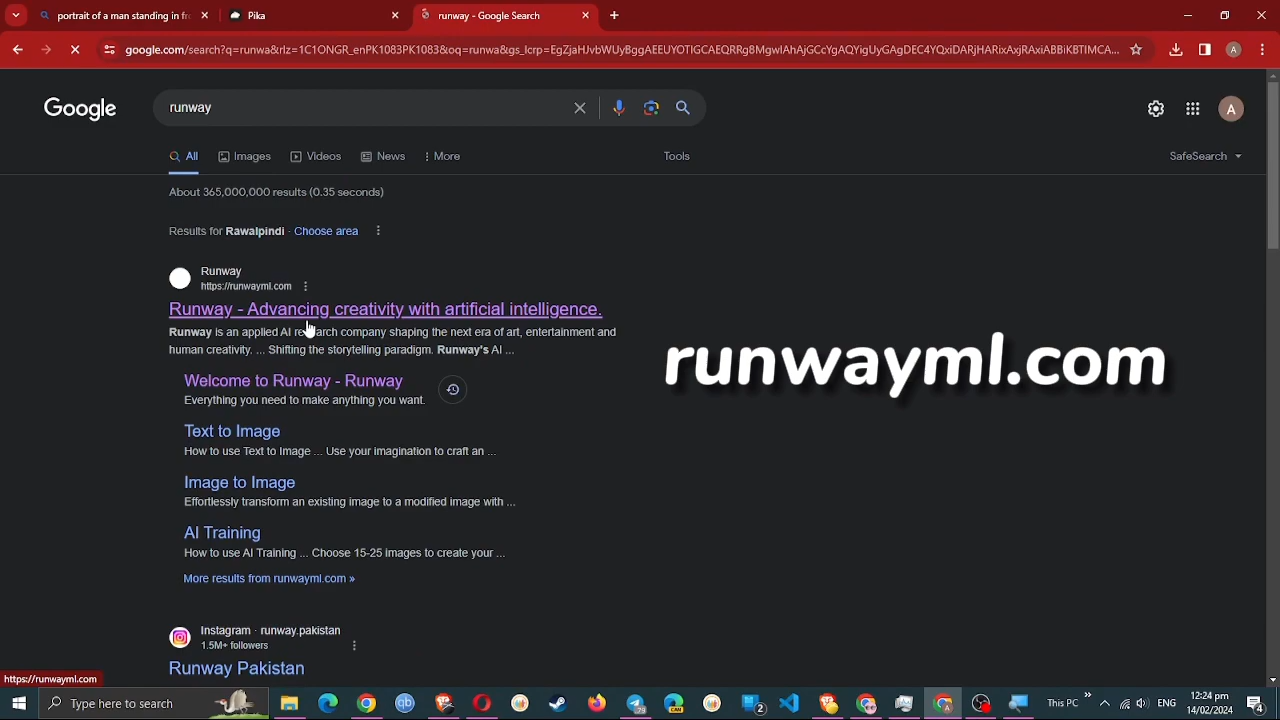 portrait of a man standing in fr
Pika
runway - Google Search
google.com/search?q=runwa&rlz=1C1ONGR_enPK1083PK1083&oq=runwa&gs_lcrp=
Google
runway
A
All
Images
Videos
News
More
Tools
SafeSearch
About 365,000,000 results (0.35 seconds)
Results for Rawalpindi · Choose area
Runway
https://runwayml.com
Runway - Advancing creativity with artificial intelligence.
Runway is an applied AI research company shaping the next era of art, entertainment and
human creativity. ... Shifting the storytelling paradigm. Runway's AI ...
runwayml.com
Welcome to Runway - Runway
Everything you need to make anything you want.
Text to Image
How to use Text to Image ... Use your imagination to craft an ...
Image to Image
Effortlessly transform an existing image to a modified image with ...
AI Training
How to use AI Training ... Choose 15-25 images to create your ...
More results from runwayml.com »
Instagram · runway.pakistan
1.5M+ followers
Runway Pakistan
https://runwayml.com
Type here to search
This PC
ENG
12:24 pm
14/02/2024